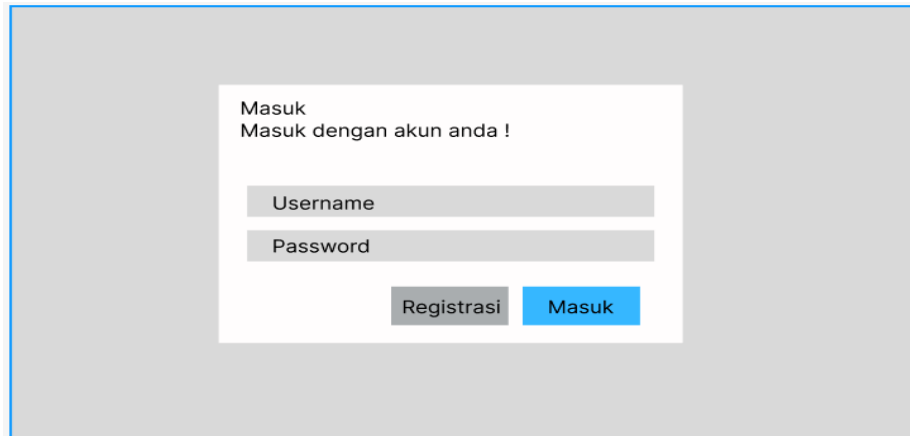 Masuk
Masuk dengan akun anda !
Username
Password
Registrasi Masuk